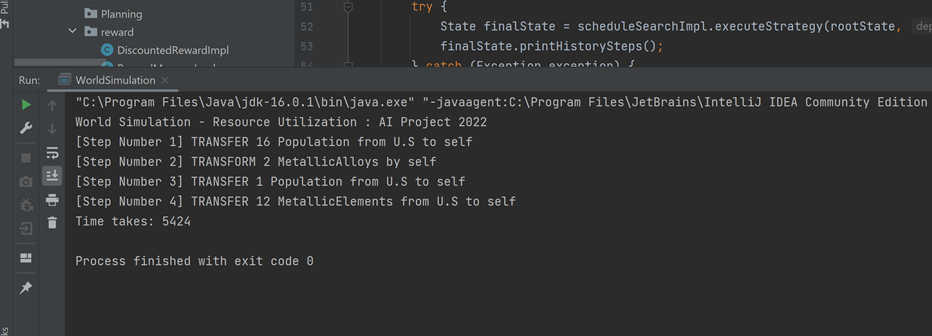 Pul
Planning
reward
DiscountedRewardImpl
51 try {
52 State finalState = scheduleSearchImpl.executeStrategy(rootState, dep
53 finalState.printHistorySteps();
} catch (Exception exception) {
Run: WorldSimulation
"C:\Program Files\Java\jdk-16.0.1\bin\java.exe" "-javaagent:C:\Program Files\JetBrains\IntelliJ IDEA Community Edition
World Simulation - Resource Utilization : AI Project 2022
[Step Number 1] TRANSFER 16 Population from U.S to self
[Step Number 2] TRANSFORM 2 MetallicAlloys by self
[Step Number 3] TRANSFER 1 Population from U.S to self
[Step Number 4] TRANSFER 12 MetallicElements from U.S to self
Time takes: 5424
Process finished with exit code 0
ks